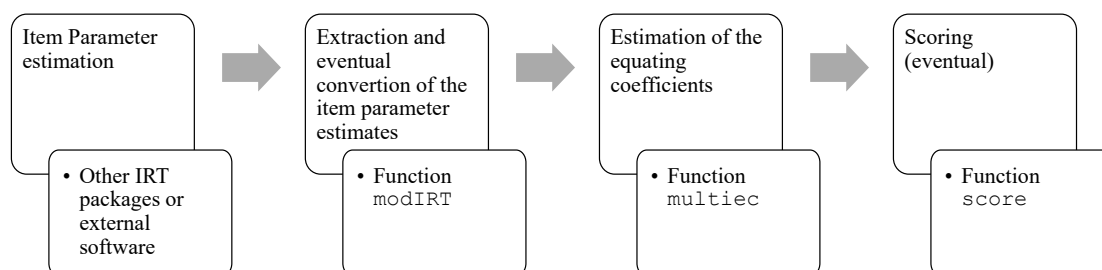 Item Parameter
estimation
• Other IRT
packages or
external
software
Extraction and
eventual
convertion of the
item parameter
estimates
• Function
modIRT
Estimation of the
equating
coefficients
• Function
multiec
Scoring
(eventual)
• Function
score